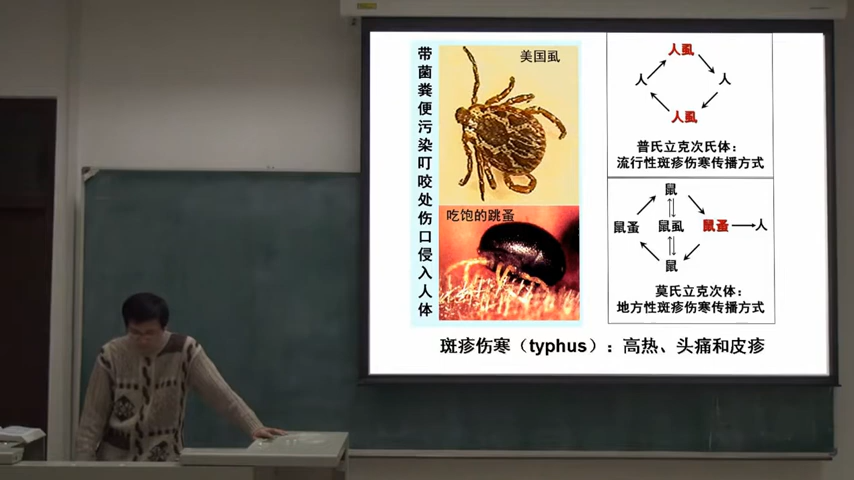 带菌粪便污染叮咬处伤口侵入人体
美国虱
吃饱的跳蚤
人虱
人
人
人虱
普氏立克次氏体：
流行性斑疹伤寒传播方式
鼠
鼠蚤
鼠虱
鼠蚤
人
鼠
莫氏立克次体：
地方性斑疹伤寒传播方式
斑疹伤寒（typhus）：高热、头痛和皮疹